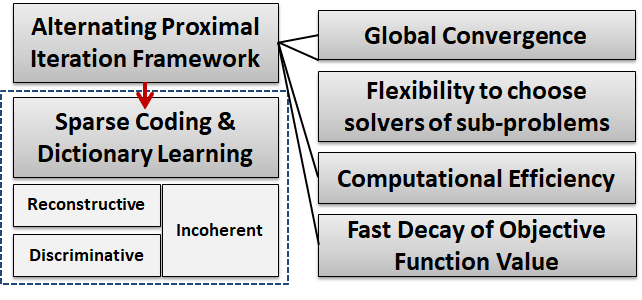 Alternating Proximal
Iteration Framework
Sparse Coding &
Dictionary Learning
Reconstructive
Discriminative
Incoherent
Global Convergence
Flexibility to choose
solvers of sub-problems
Computational Efficiency
Fast Decay of Objective
Function Value